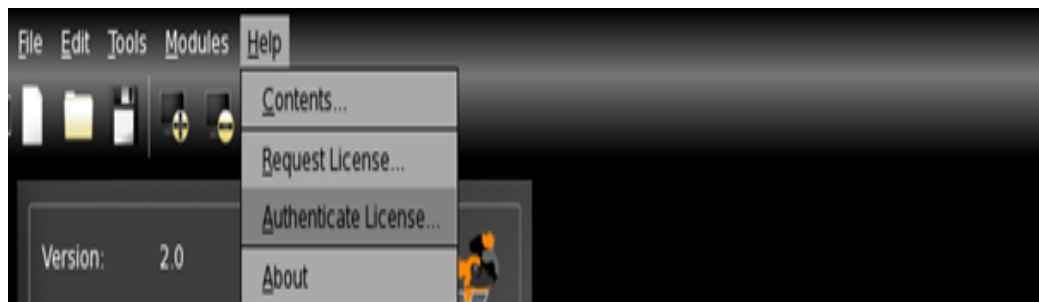 File Edit Tools Modules Help
Contents...
Request License...
Authenticate License...
Version: 2.0
About